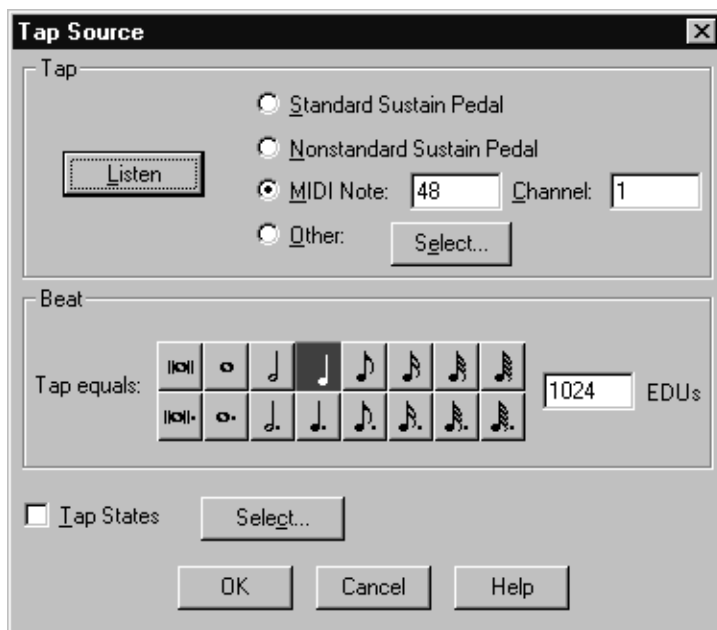 Tap Source
Tap
Standard Sustain Pedal
Nonstandard Sustain Pedal
Listen
MIDI Note: 48 Channel: 1
Other: Select...
Beat
Tap equals: 1024 EDUs
Tap States Select...
OK Cancel Help